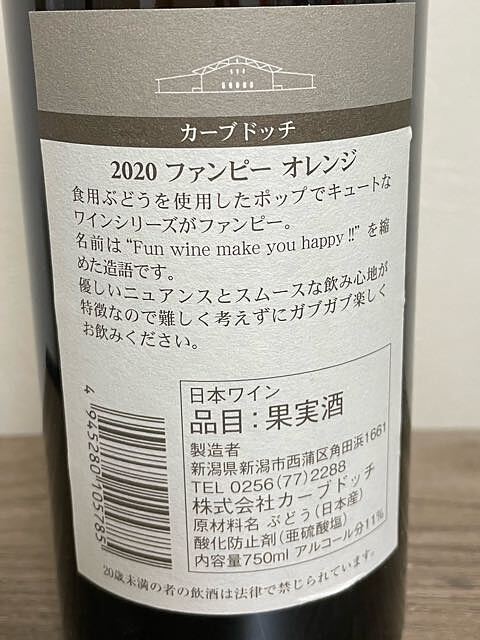 カーブドッチ
2020 ファンピー オレンジ
食用ぶどうを使用したポップでキュートな
ワインシリーズがファンピー。
名前は“Fun wine make you happy!!”を縮
めた造語です。
優しいニュアンスとスムースな飲み心地が
特徴なので難しく考えずにガブガブ楽しく
お飲みください。
日本ワイン
品目:果実酒
製造者
新潟県新潟市西蒲区角田浜1661
TEL 0256(77)2288
株式会社カーブドッチ
原材料名 ぶどう(日本産)
酸化防止剤(亜硫酸塩)
内容量750ml アルコール分11%
4 945280 105785
20歳未満の者の飲酒は法律で禁じられています。